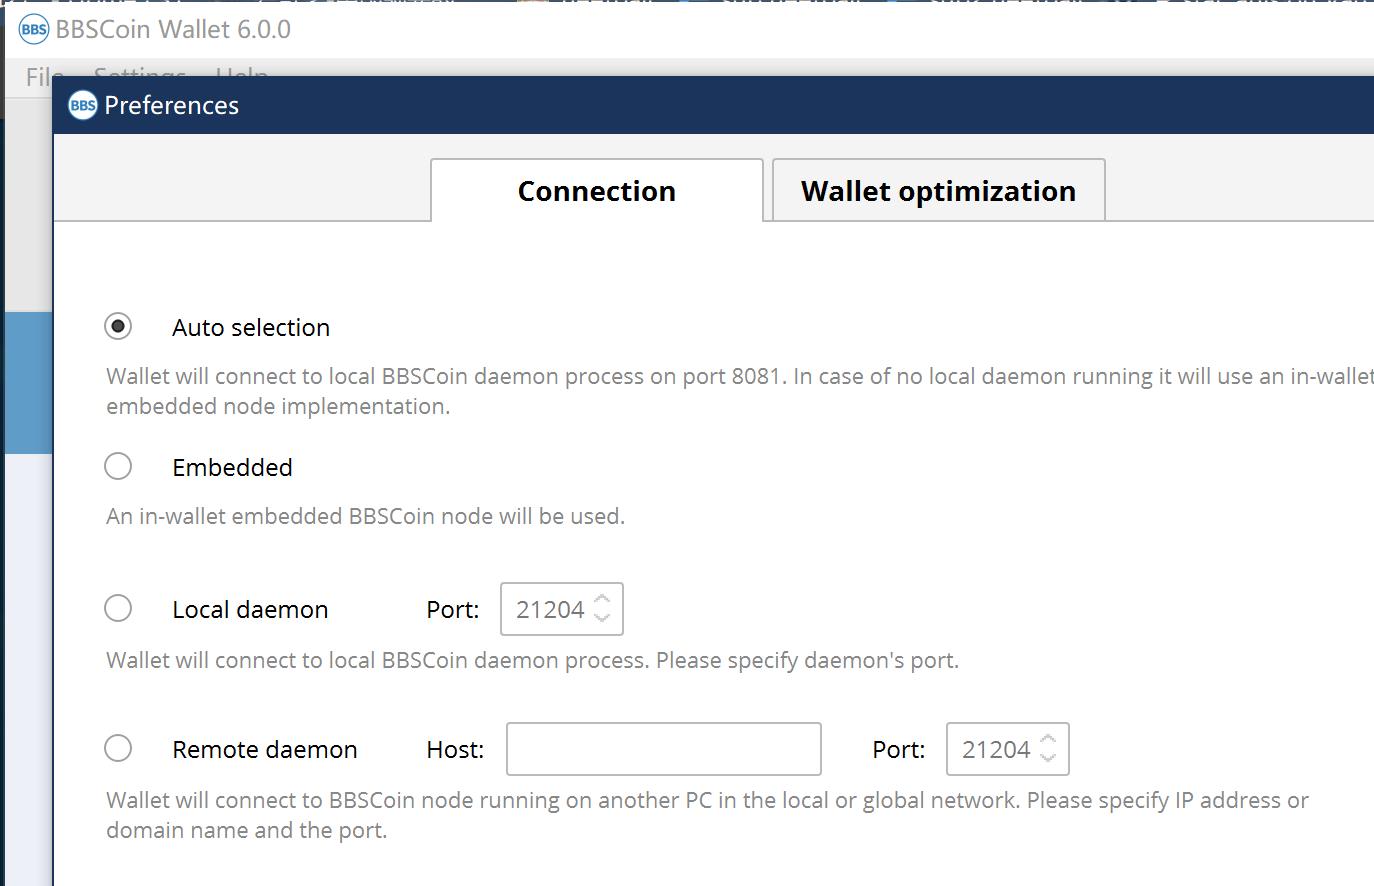 BBS BBSCoin Wallet 6.0.0
File Settings Help
BBS Preferences
Connection Wallet optimization
Auto selection
Wallet will connect to local BBSCoin daemon process on port 8081. In case of no local daemon running it will use an in-wallet
embedded node implementation.
Embedded
An in-wallet embedded BBSCoin node will be used.
Local daemon Port: 21204
Wallet will connect to local BBSCoin daemon process. Please specify daemon's port.
Remote daemon Host: Port: 21204
Wallet will connect to BBSCoin node running on another PC in the local or global network. Please specify IP address or
domain name and the port.